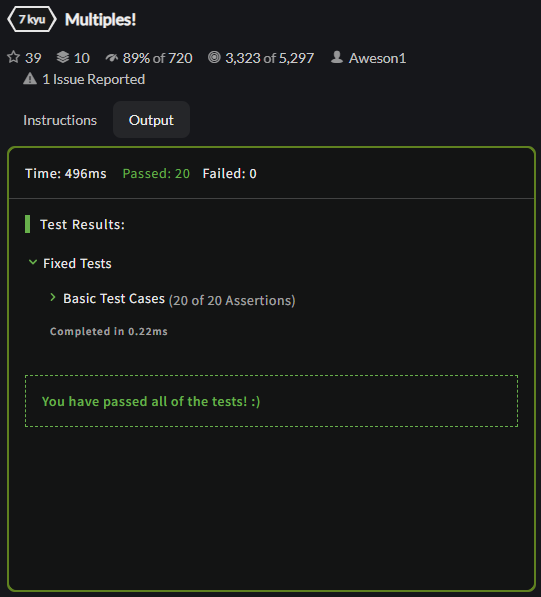 7 kyu Multiples!
39 10 89% of 720 3,323 of 5,297 Aweson1
1 Issue Reported
Instructions Output
Time: 496ms Passed: 20 Failed: 0
Test Results:
Fixed Tests
Basic Test Cases (20 of 20 Assertions)
Completed in 0.22ms
You have passed all of the tests! :)